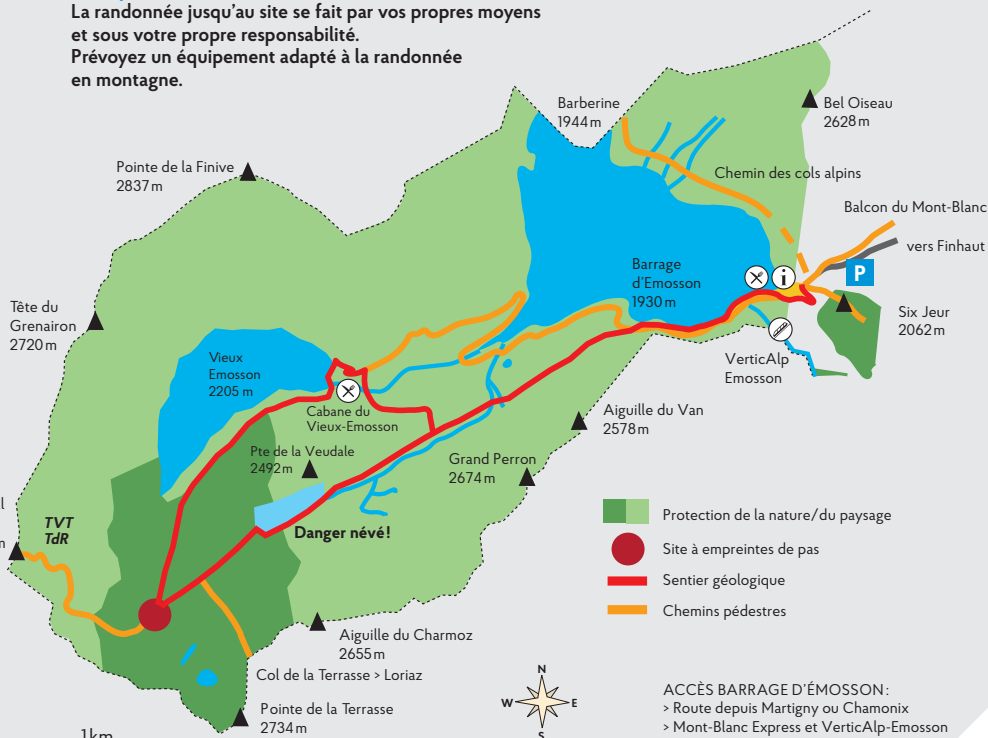 La randonnée jusqu'au site se fait par vos propres moyens
et sous votre propre responsabilité.
Prévoyez un équipement adapté à la randonnée
en montagne.
Barberine
1944 m
Bel Oiseau
2628 m
Pointe de la Finive
2837 m
Chemin des cols alpins
Balcon du Mont-Blanc
vers Finhaut
P
i
Barrage
d'Emosson
1930 m
Six Jeur
2062 m
Tête du
Grenairon
2720 m
VerticAlp
Emosson
Vieux
Emosson
2205 m
Cabane du
Vieux-Emosson
Aiguille du Van
2578 m
Pte de la Veudale
2492 m
Grand Perron
2674 m
Danger névé!
l
m
TVT
TdR
Protection de la nature/du paysage
Site à empreintes de pas
Sentier géologique
Chemins pédestres
Aiguille du Charmoz
2655 m
Col de la Terrasse > Loriaz
Pointe de la Terrasse
2734 m
N
W
E
S
ACCÈS BARRAGE D'ÉMOSSON :
> Route depuis Martigny ou Chamonix
> Mont-Blanc Express et VerticAlp-Emosson
1km